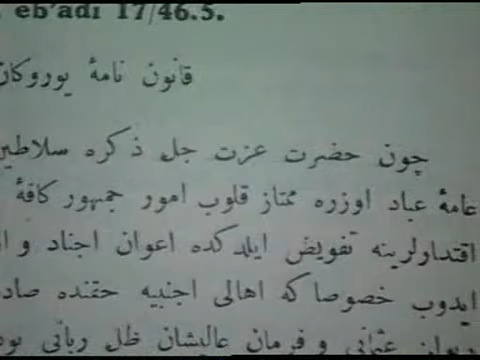 eb'adı 17/46.5.
قانون نامهٔ یوروکان
چون حضرت عزت جل ذکره سلاطین
عامهٔ عباد اوزره ممتاز قلوب امور جمهور کافهٔ
اقتدارلرینه تفویض ایلدکده اعوان اجناد و
ایدوب خصوصا که اهالی اجنبیه حقنده
عثمانی و فرمان عالیشان ظل ربانی